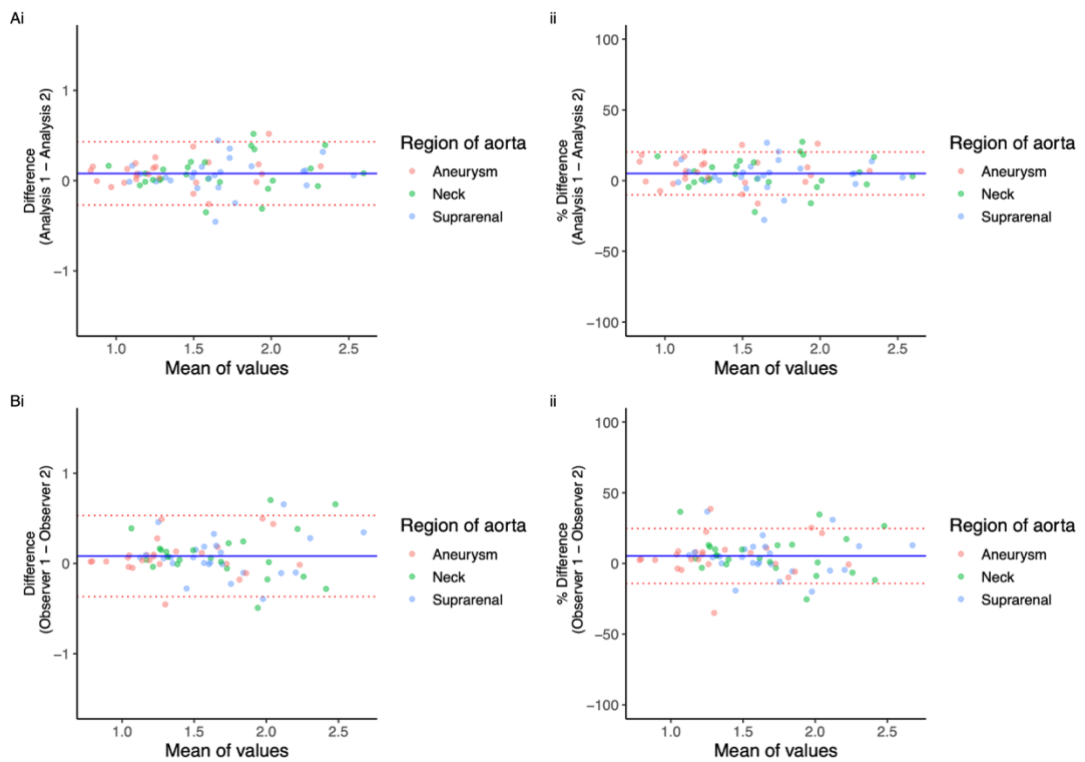 Ai
1
0
−1
Difference
(Analysis 1 − Analysis 2)
1.0 1.5 2.0 2.5
Mean of values
Region of aorta
Aneurysm
Neck
Suprarenal
ii
100
50
0
−50
−100
% Difference
(Analysis 1 − Analysis 2)
1.0 1.5 2.0 2.5
Mean of values
Region of aorta
Aneurysm
Neck
Suprarenal
Bi
1
0
−1
Difference
(Observer 1 − Observer 2)
1.0 1.5 2.0 2.5
Mean of values
Region of aorta
Aneurysm
Neck
Suprarenal
ii
100
50
0
−50
−100
% Difference
(Observer 1 − Observer 2)
1.0 1.5 2.0 2.5
Mean of values
Region of aorta
Aneurysm
Neck
Suprarenal